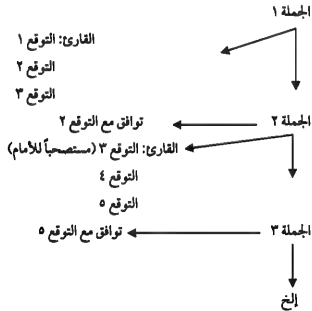 الجملة ١
القارئ: التوقع ١
التوقع ٢
التوقع ٣
الجملة ٢
توافق مع التوقع ٢
القارئ: التوقع ٣ (مستصحباً للأمام)
التوقع ٤
التوقع ٥
الجملة ٣
توافق مع التوقع ٥
إلخ